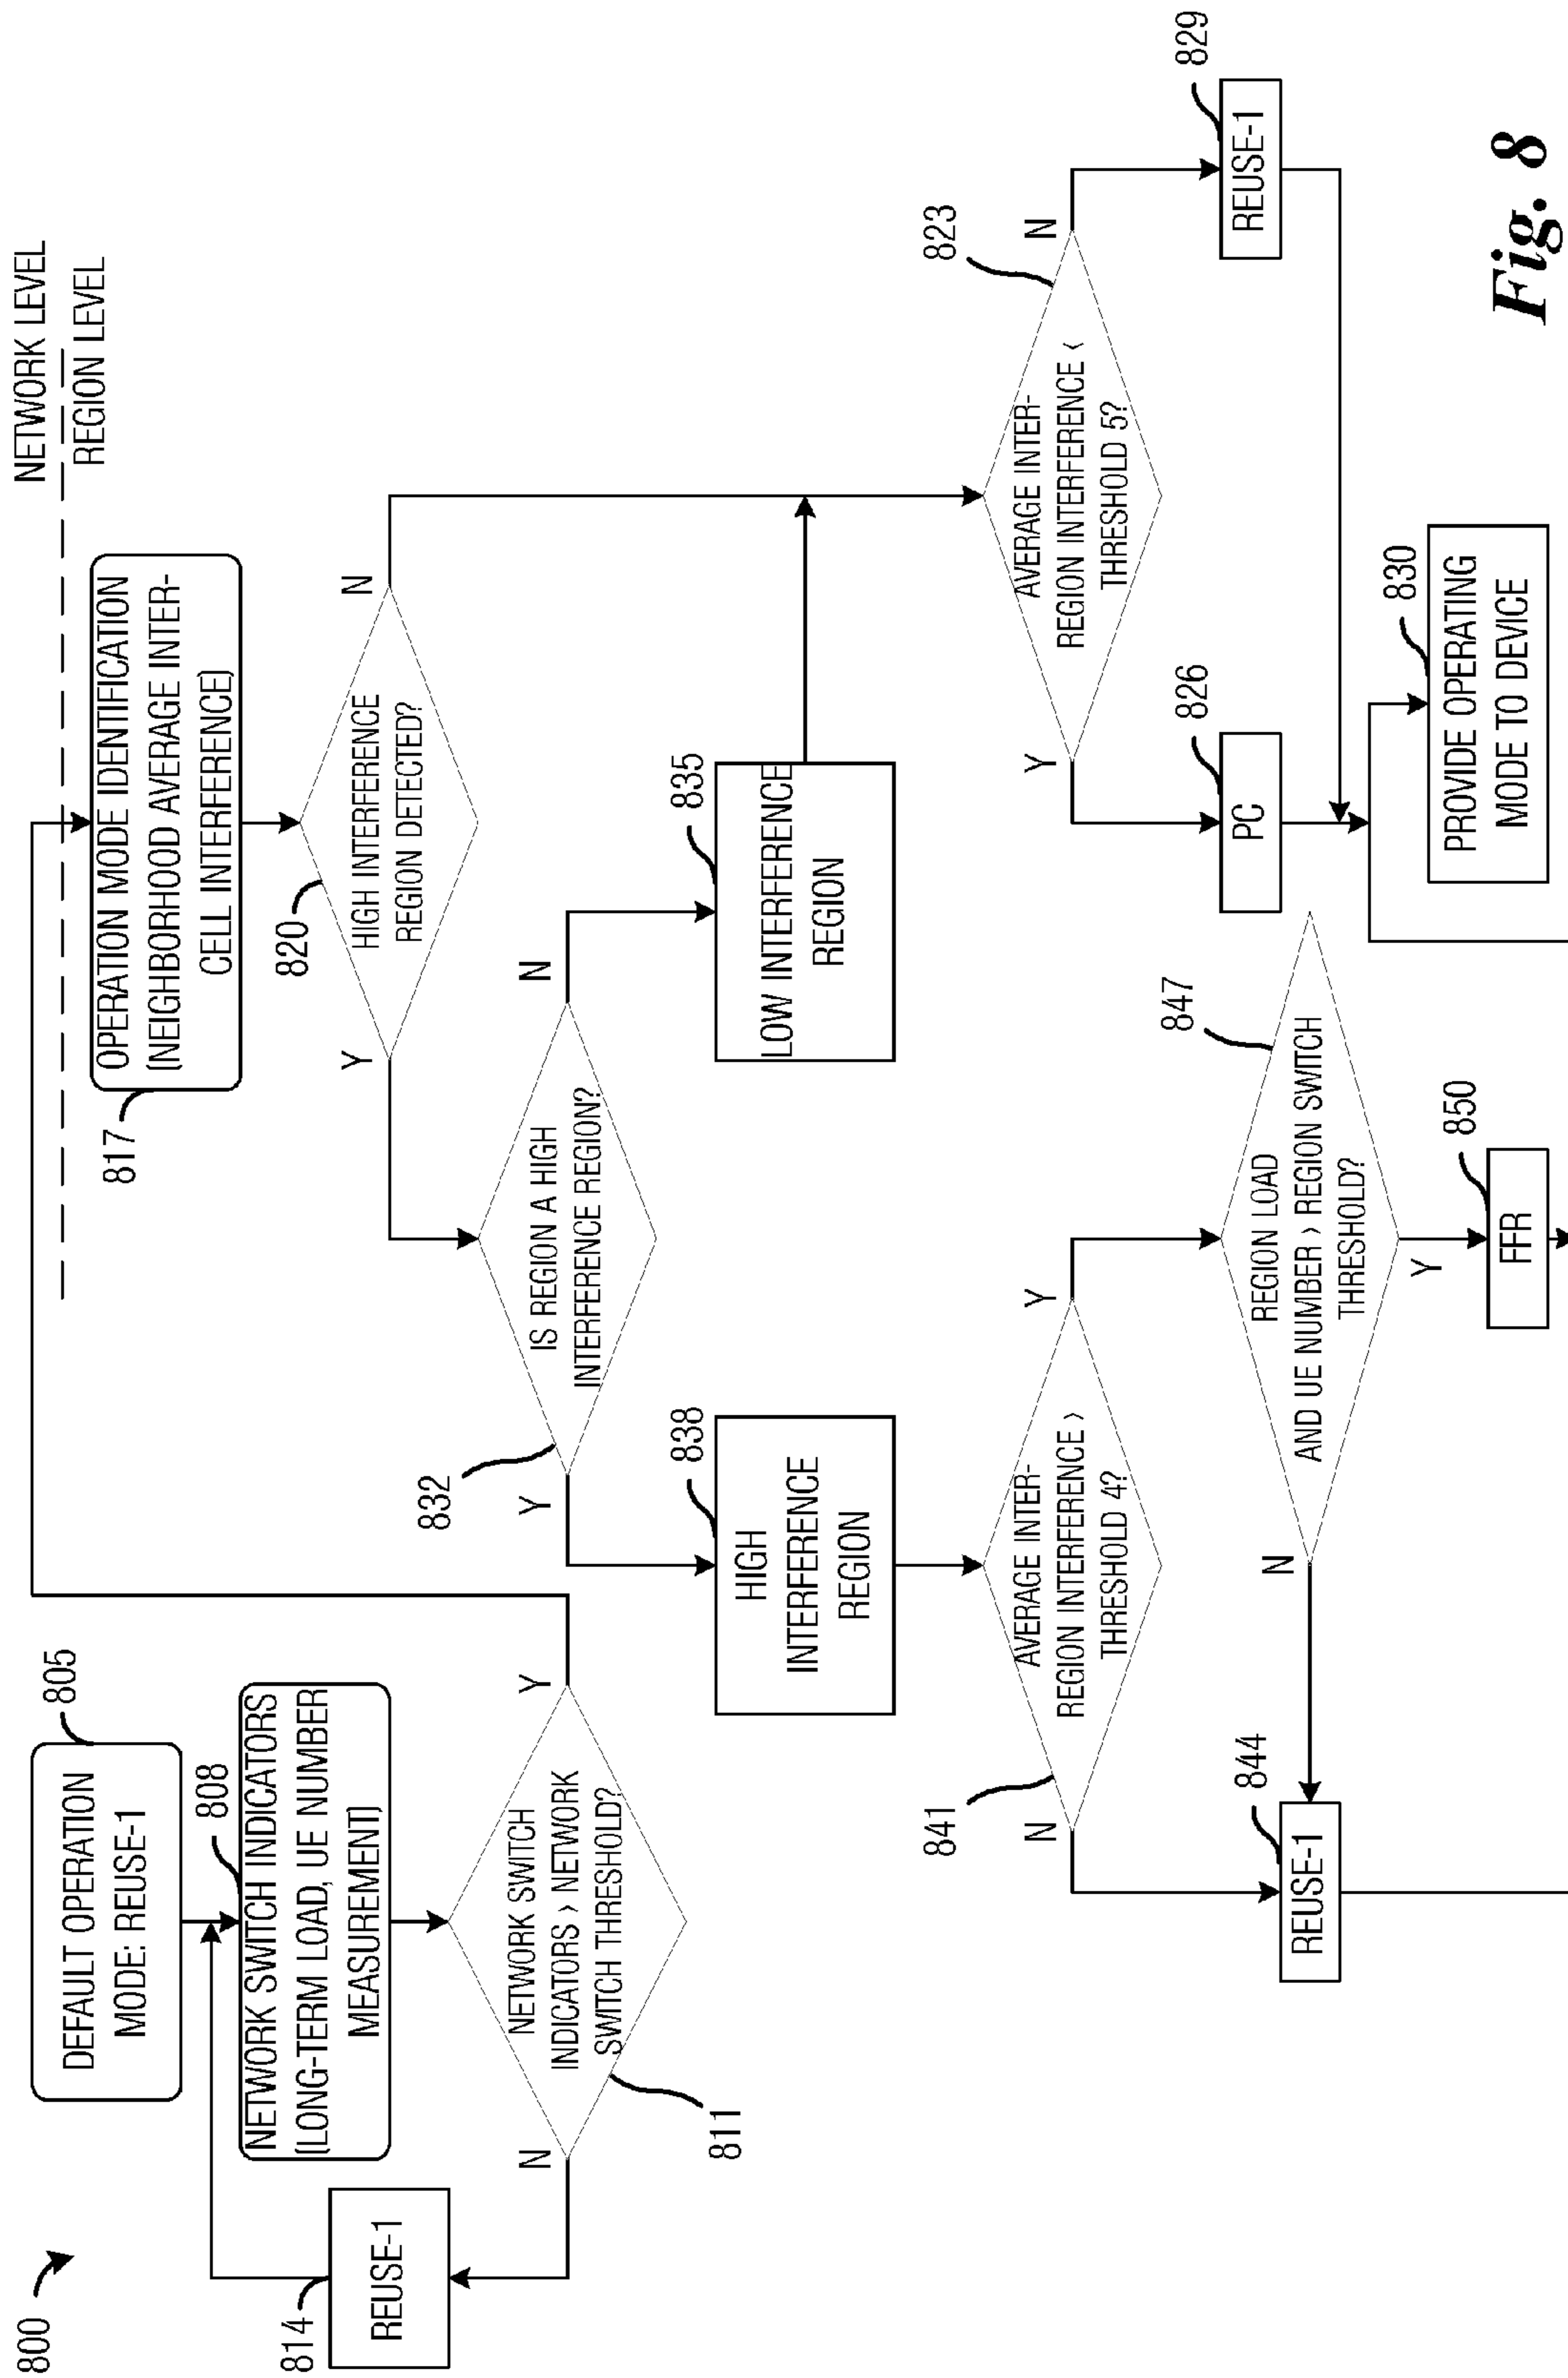 800
DEFAULT OPERATION
MODE: REUSE-1
805
808
NETWORK SWITCH INDICATORS
(LONG-TERM LOAD, UE NUMBER
MEASUREMENT)
814
REUSE-1
NETWORK SWITCH
INDICATORS > NETWORK
SWITCH THRESHOLD?
N
Y
811
NETWORK LEVEL
REGION LEVEL
OPERATION MODE IDENTIFICATION
(NEIGHBORHOOD AVERAGE INTER-
CELL INTERFERENCE)
817
820
HIGH INTERFERENCE
REGION DETECTED?
Y
N
832
IS REGION A HIGH
INTERFERENCE REGION?
Y
N
838
HIGH
INTERFERENCE
REGION
835
LOW INTERFERENCE
REGION
841
AVERAGE INTER-
REGION INTERFERENCE >
THRESHOLD 4?
N
Y
823
AVERAGE INTER-
REGION INTERFERENCE <
THRESHOLD 5?
Y
N
844
REUSE-1
847
REGION LOAD
AND UE NUMBER > REGION SWITCH
THRESHOLD?
N
Y
826
PC
829
REUSE-1
850
FFR
830
PROVIDE OPERATING
MODE TO DEVICE
Fig. 8